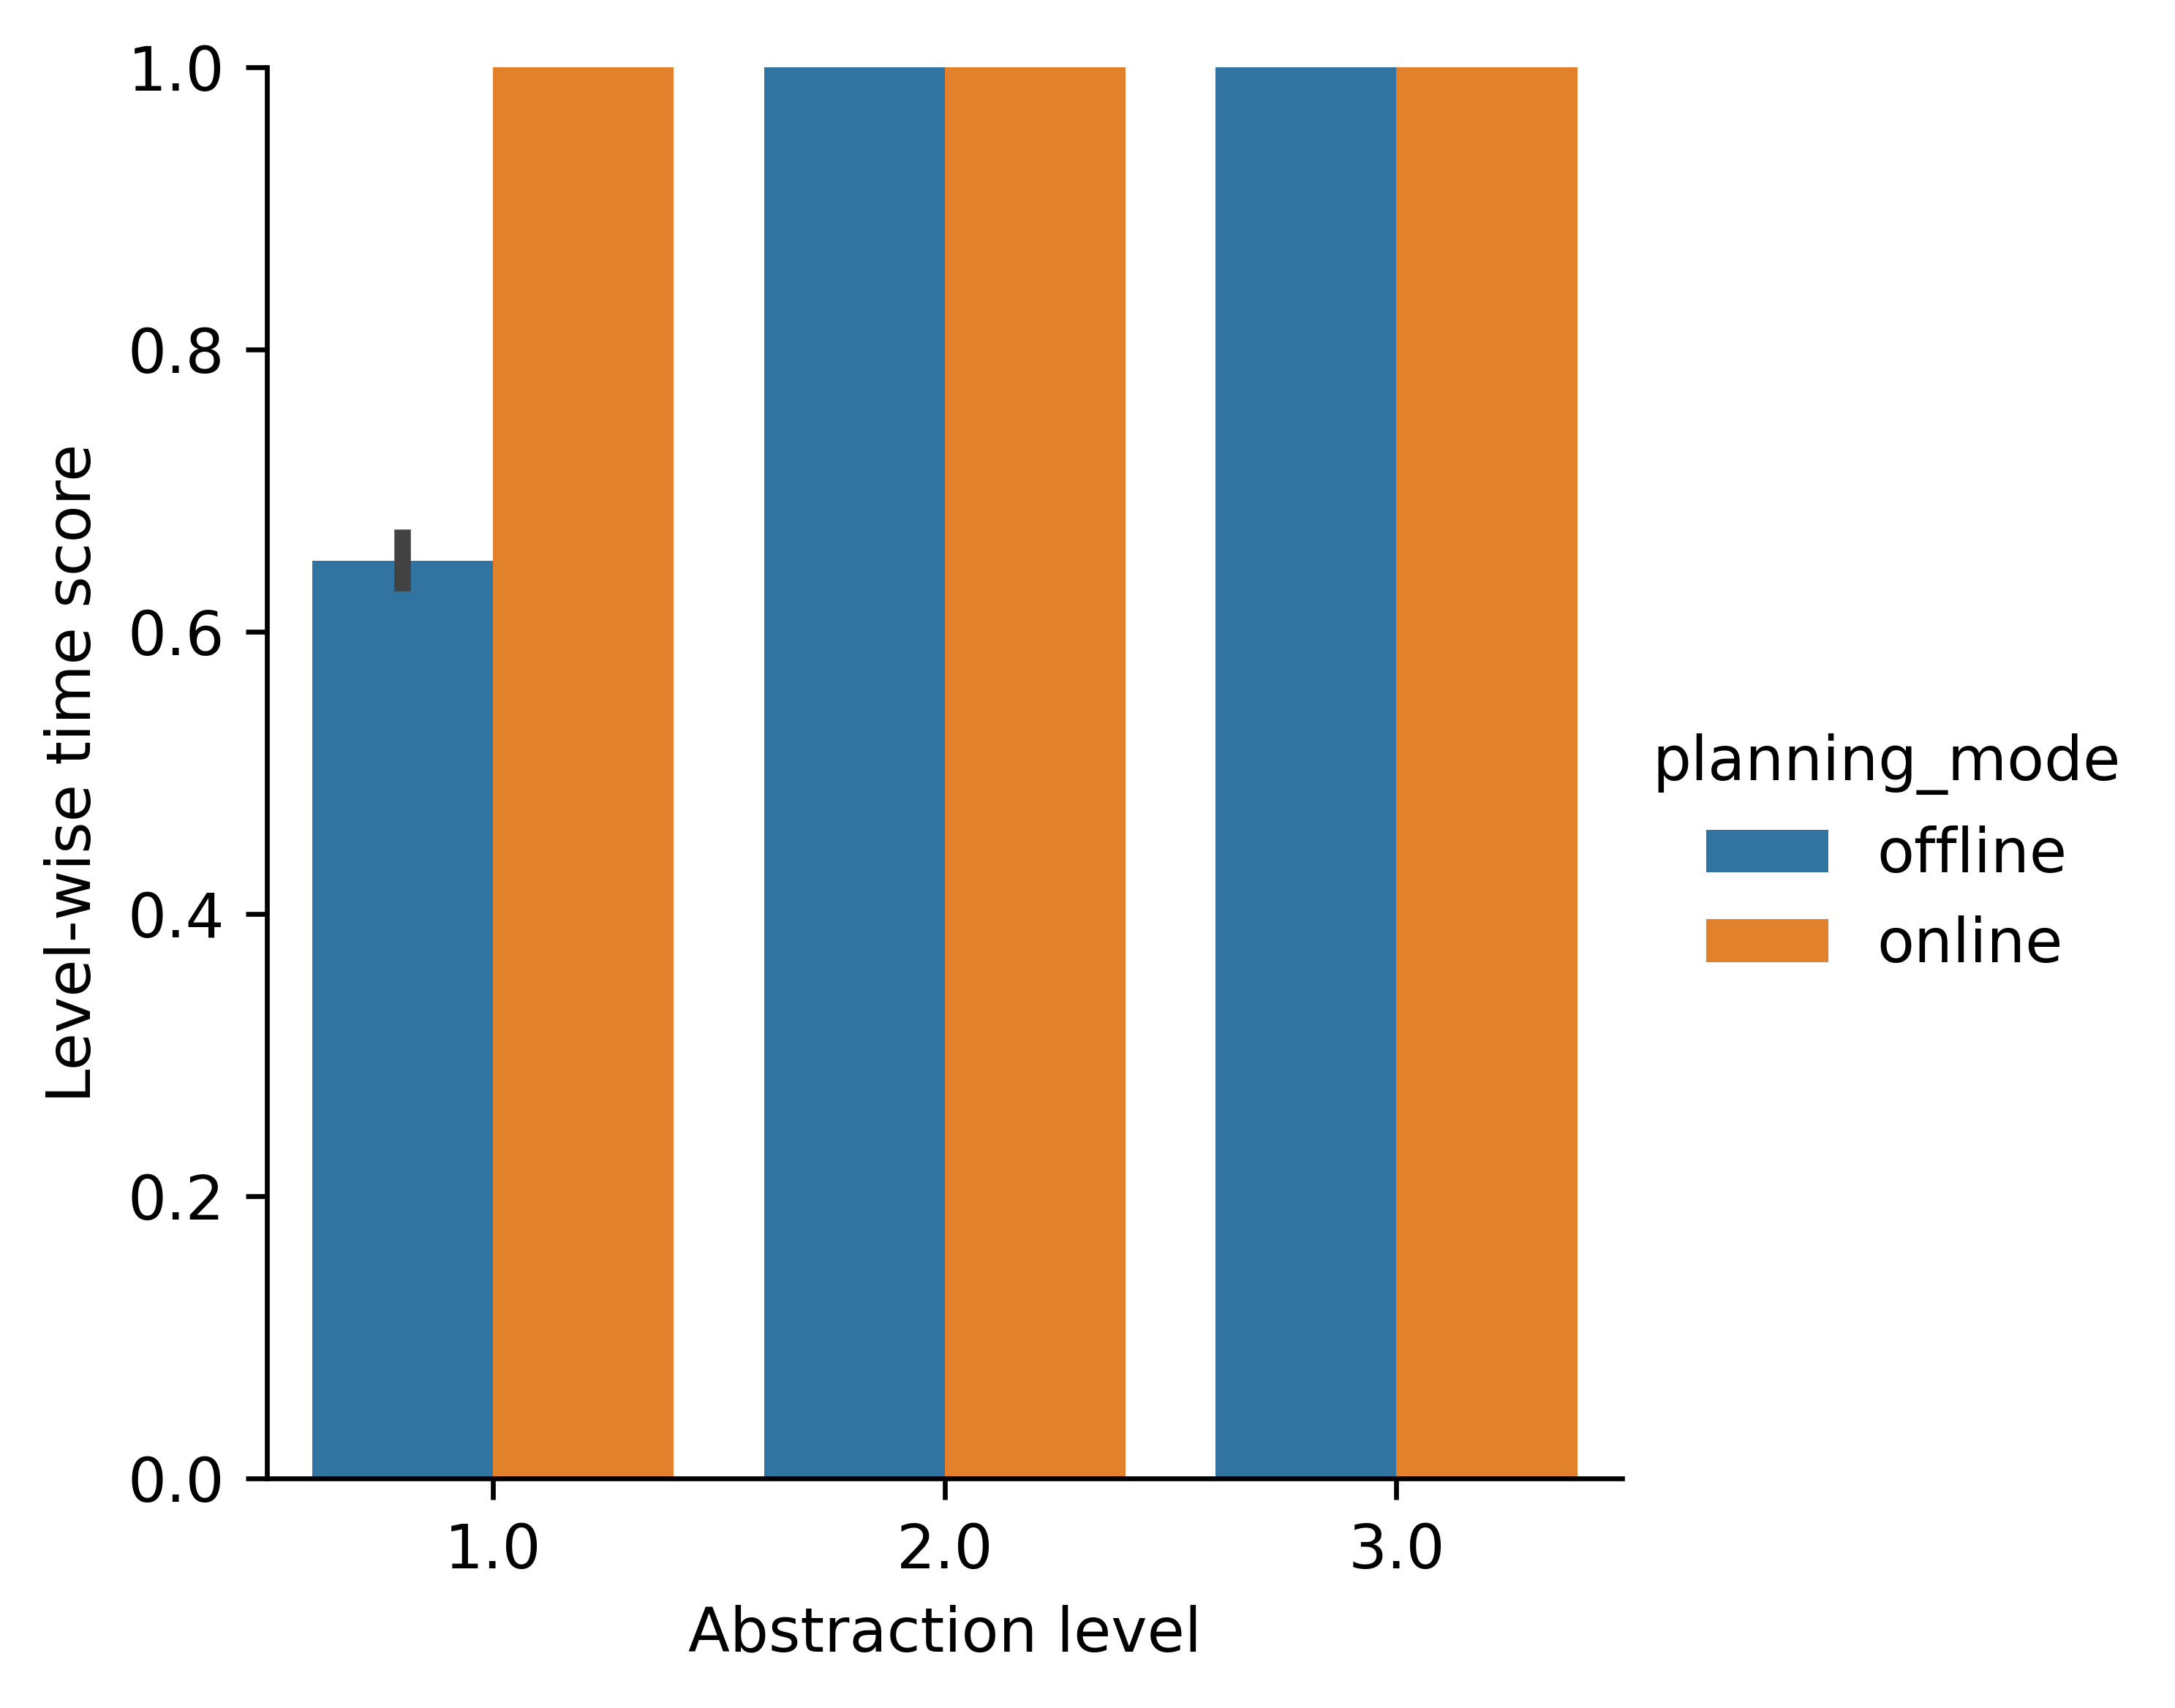 1.0
0.8
0.6
0.4
0.2
0.0
Level-wise time score
1.0 2.0 3.0
Abstraction level
planning_mode
offline
online